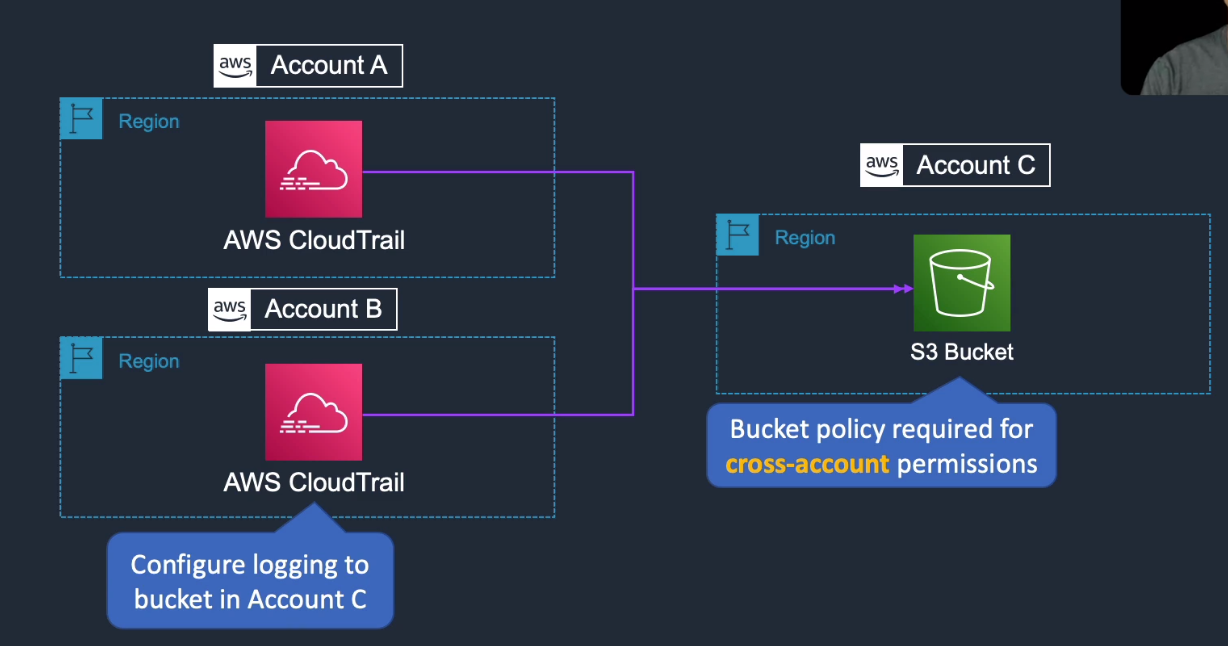 aws Account A
Region
AWS CloudTrail
aws Account B
Region
AWS CloudTrail
Configure logging to
bucket in Account C
aws Account C
Region
S3 Bucket
Bucket policy required for
cross-account permissions